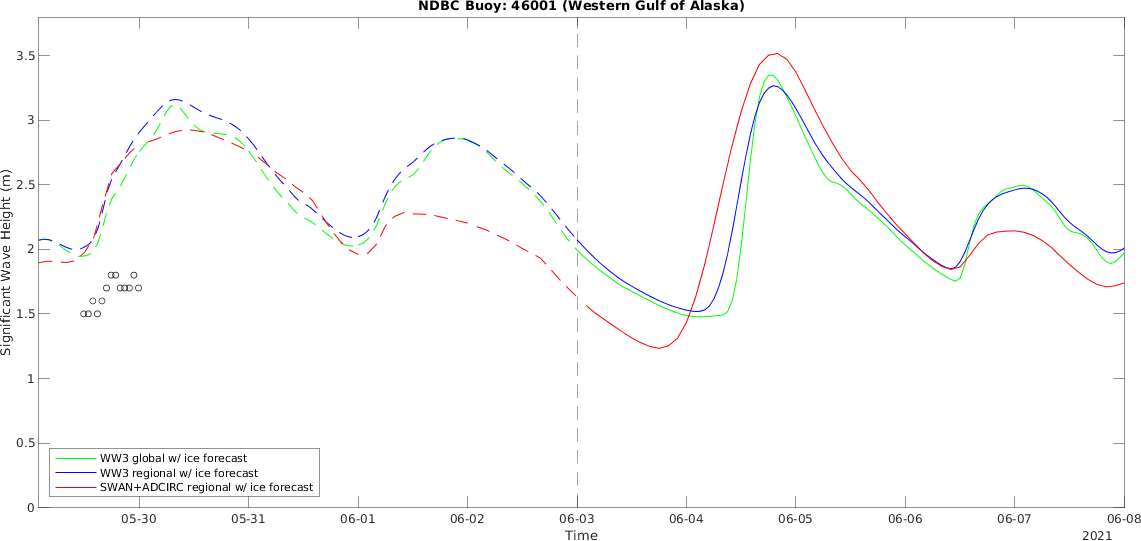 NDBC Buoy: 46001 (Western Gulf of Alaska)
Significant Wave Height (m)
3.5
3
2.5
2
1.5
1
0.5
0
WW3 global w/ ice forecast
WW3 regional w/ ice forecast
SWAN+ADCIRC regional w/ ice forecast
05-30 05-31 06-01 06-02 06-03 06-04 06-05 06-06 06-07 06-08
Time
2021